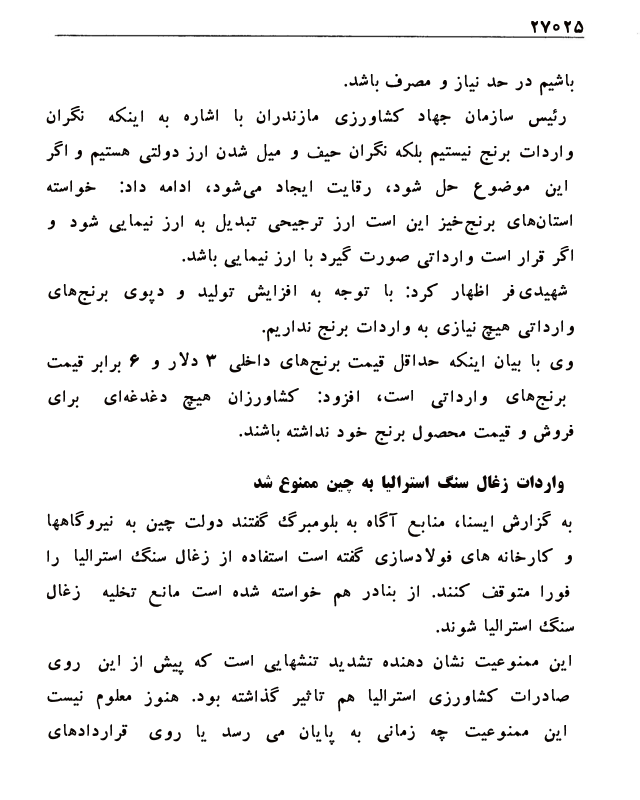 ۲۷۰۲۵
باشیم در حد نیاز و مصرف باشد.
رئیس سازمان جهاد کشاورزی مازندران با اشاره به اینکه نگران
واردات برنج نیستیم بلکه نگران حیف و میل شدن ارز دولتی هستیم و اگر
این موضوع حل شود، رقابت ایجاد می‌شود، ادامه داد: خواسته
استان‌های برنج‌خیز این است ارز ترجیحی تبدیل به ارز نیمایی شود و
اگر قرار است وارداتی صورت گیرد با ارز نیمایی باشد.
شهیدی‌فر اظهار کرد: با توجه به افزایش تولید و دپوی برنج‌های
وارداتی هیچ نیازی به واردات برنج نداریم.
وی با بیان اینکه حداقل قیمت برنج‌های داخلی ۳ دلار و ۶ برابر قیمت
برنج‌های وارداتی است، افزود: کشاورزان هیچ دغدغه‌ای برای
فروش و قیمت محصول برنج خود نداشته باشند.
واردات زغال سنگ استرالیا به چین ممنوع شد
به گزارش ایسنا، منابع آگاه به بلومبرگ گفتند دولت چین به نیروگاهها
و کارخانه های فولادسازی گفته است استفاده از زغال سنگ استرالیا را
فورا متوقف کنند. از بنادر هم خواسته شده است مانع تخلیه زغال
سنگ استرالیا شوند.
این ممنوعیت نشان دهنده تشدید تنشهایی است که پیش از این روی
صادرات کشاورزی استرالیا هم تاثیر گذاشته بود. هنوز معلوم نیست
این ممنوعیت چه زمانی به پایان می رسد یا روی قراردادهای